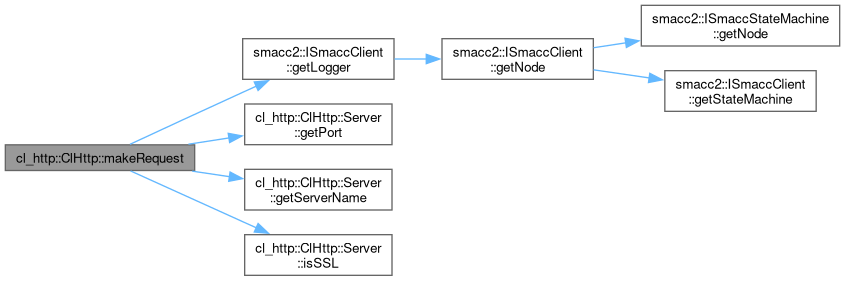 cl_http::ClHttp::makeRequest
smacc2::ISmaccClient
::getLogger
cl_http::ClHttp::Server
::getPort
cl_http::ClHttp::Server
::getServerName
cl_http::ClHttp::Server
::isSSL
smacc2::ISmaccClient
::getNode
smacc2::ISmaccStateMachine
::getNode
smacc2::ISmaccClient
::getStateMachine